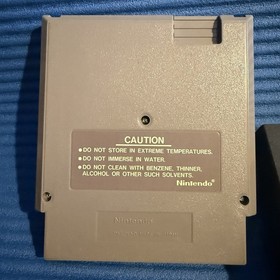 CAUTION
• DO NOT STORE IN EXTREME TEMPERATURES.
• DO NOT IMMERSE IN WATER.
• DO NOT CLEAN WITH BENZENE, THINNER,
ALCOHOL OR OTHER SUCH SOLVENTS.
Nintendo®